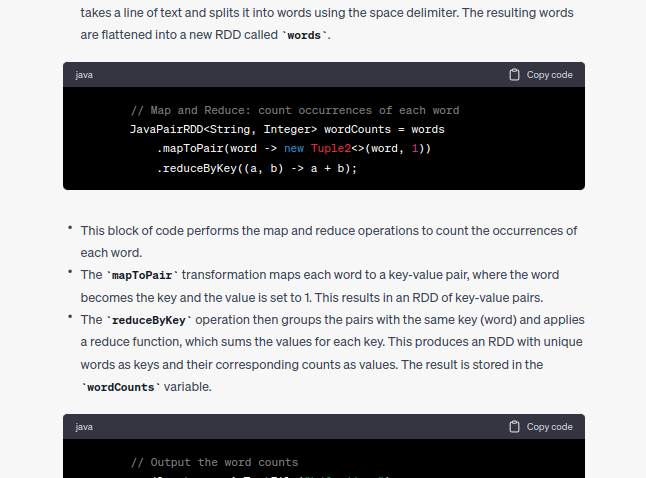 takes a line of text and splits it into words using the space delimiter. The resulting words
are flattened into a new RDD called `words`.
java Copy code
// Map and Reduce: count occurrences of each word
JavaPairRDD<String, Integer> wordCounts = words
.mapToPair(word -> new Tuple2<>(word, 1))
.reduceByKey((a, b) -> a + b);
• This block of code performs the map and reduce operations to count the occurrences of
each word.
• The `mapToPair` transformation maps each word to a key-value pair, where the word
becomes the key and the value is set to 1. This results in an RDD of key-value pairs.
• The `reduceByKey` operation then groups the pairs with the same key (word) and applies
a reduce function, which sums the values for each key. This produces an RDD with unique
words as keys and their corresponding counts as values. The result is stored in the
`wordCounts` variable.
java Copy code
// Output the word counts